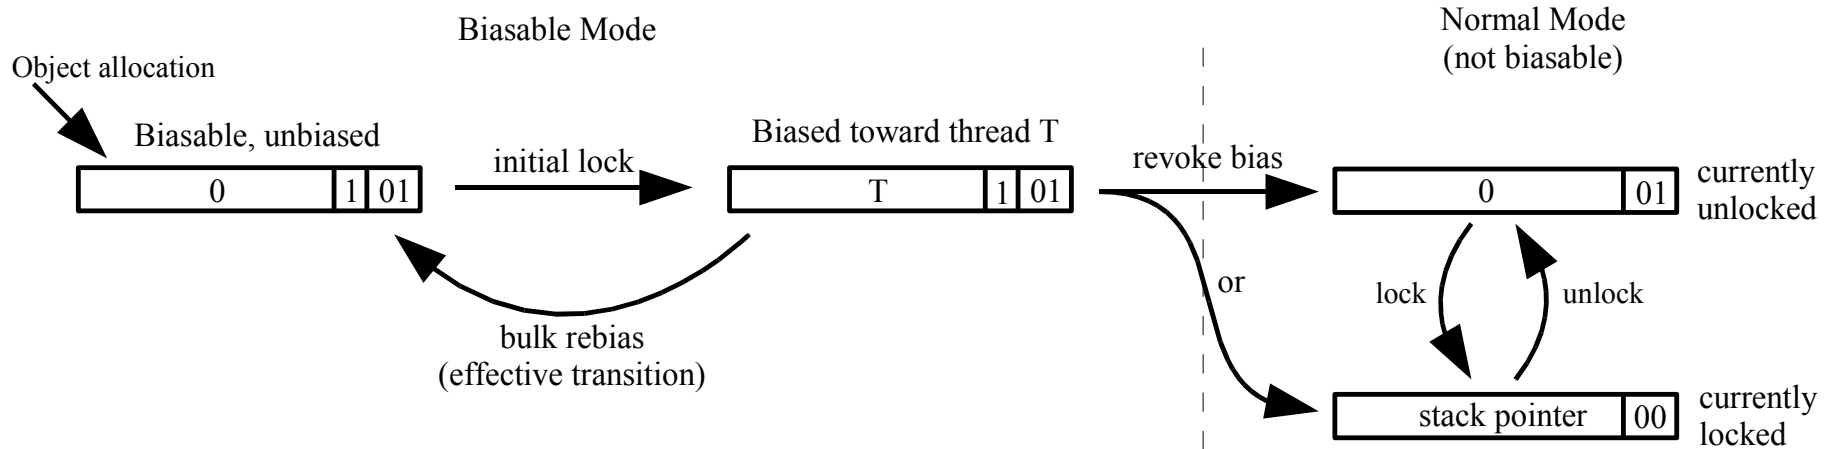 Biasable Mode
Normal Mode
(not biasable)
Object allocation
Biasable, unbiased
0 1 01
initial lock
Biased toward thread T
T 1 01
revoke bias
0 01
currently
unlocked
bulk rebias
(effective transition)
or
lock
unlock
stack pointer 00
currently
locked